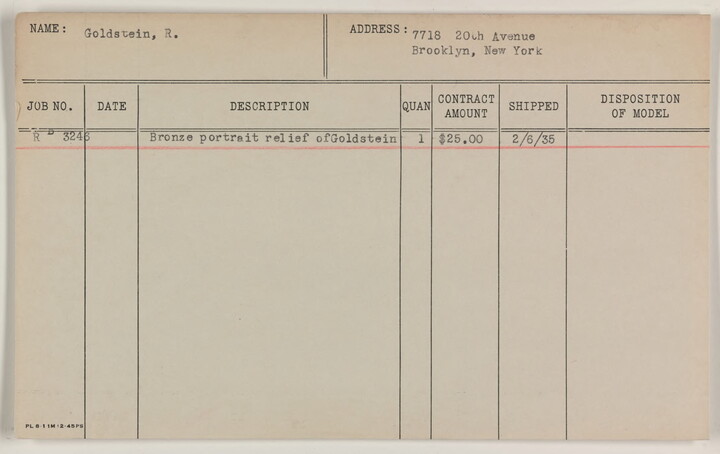 NAME: Goldstein, R. ADDRESS: 7718 20th Avenue
Brooklyn, New York
JOB NO. DATE DESCRIPTION QUAN CONTRACT AMOUNT SHIPPED DISPOSITION OF MODEL
R D 3246 Bronze portrait relief ofGoldstein 1 $25.00 2/6/35